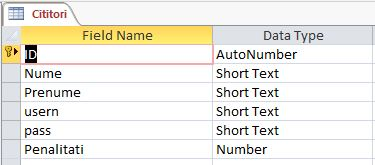 Cititori
Field Name Data Type
ID AutoNumber
Nume Short Text
Prenume Short Text
usern Short Text
pass Short Text
Penalitati Number